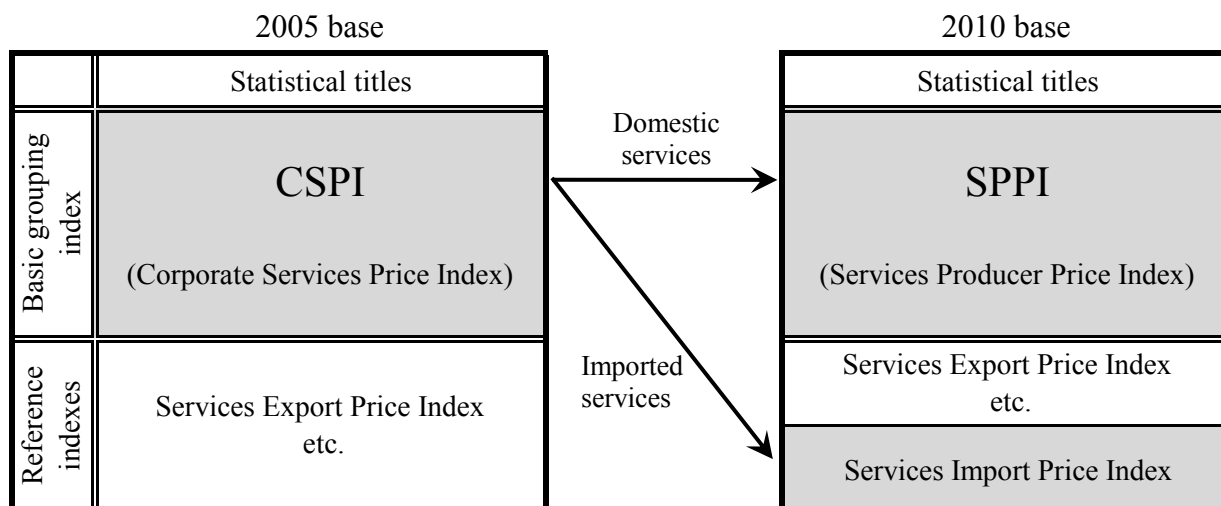 2005 base
Statistical titles
Basic grouping
index
CSPI
(Corporate Services Price Index)
Reference
indexes
Services Export Price Index
etc.
Domestic
services
Imported
services
2010 base
Statistical titles
SPPI
(Services Producer Price Index)
Services Export Price Index
etc.
Services Import Price Index